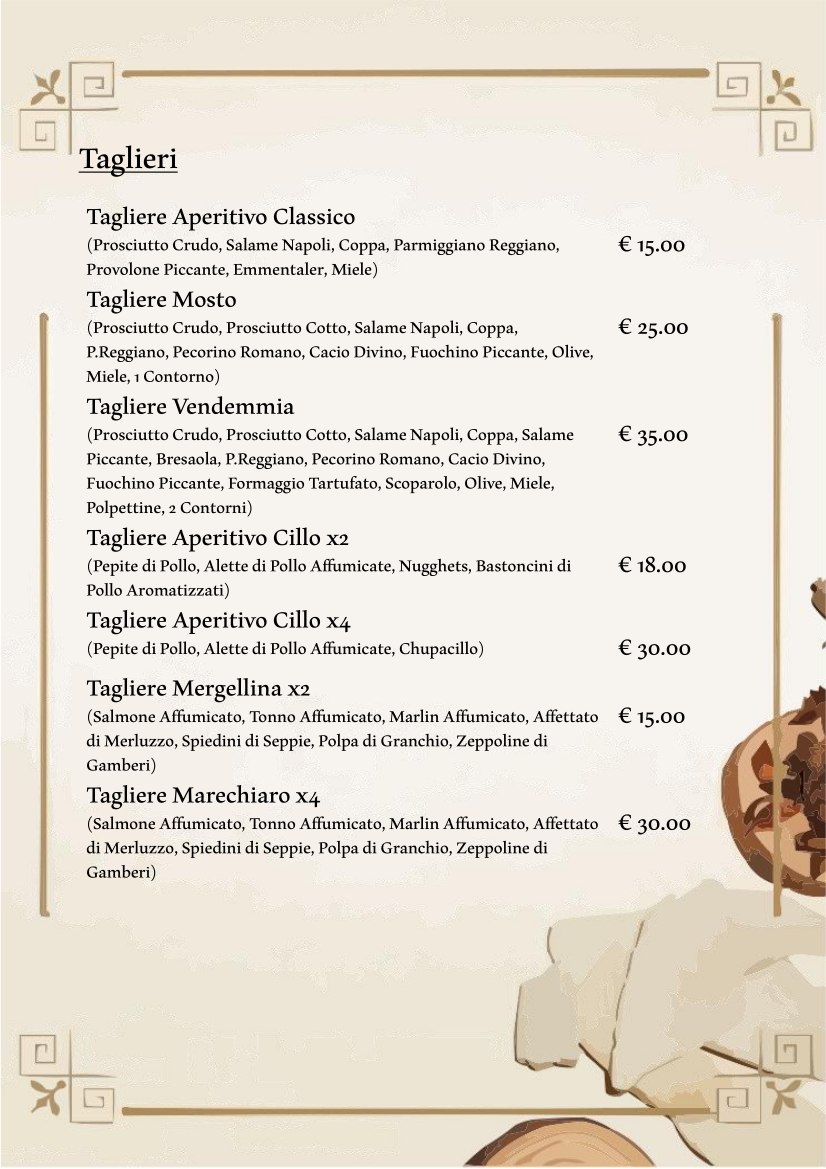 Taglieri
Tagliere Aperitivo Classico
(Prosciutto Crudo, Salame Napoli, Coppa, Parmiggiano Reggiano,
€ 15.00
Provolone Piccante, Emmentaler, Miele)
Tagliere Mosto
(Prosciutto Crudo, Prosciutto Cotto, Salame Napoli, Coppa,
€ 25.00
P.Reggiano, Pecorino Romano, Cacio Divino, Fuochino Piccante, Olive,
Miele, 1 Contorno)
Tagliere Vendemmia
(Prosciutto Crudo, Prosciutto Cotto, Salame Napoli, Coppa, Salame
€ 35.00
Piccante, Bresaola, P.Reggiano, Pecorino Romano, Cacio Divino,
Fuochino Piccante, Formaggio Tartufato, Scoparolo, Olive, Miele,
Polpettine, 2 Contorni)
Tagliere Aperitivo Cillo x2
(Pepite di Pollo, Alette di Pollo Affumicate, Nugghets, Bastoncini di
€ 18.00
Pollo Aromatizzati)
Tagliere Aperitivo Cillo x4
(Pepite di Pollo, Alette di Pollo Affumicate, Chupacillo)
€ 30.00
Tagliere Mergellina x2
(Salmone Affumicato, Tonno Affumicato, Marlin Affumicato, Affettato
€ 15.00
di Merluzzo, Spiedini di Seppie, Polpa di Granchio, Zeppoline di
Gamberi)
Tagliere Marechiaro x4
(Salmone Affumicato, Tonno Affumicato, Marlin Affumicato, Affettato
€ 30.00
di Merluzzo, Spiedini di Seppie, Polpa di Granchio, Zeppoline di
Gamberi)